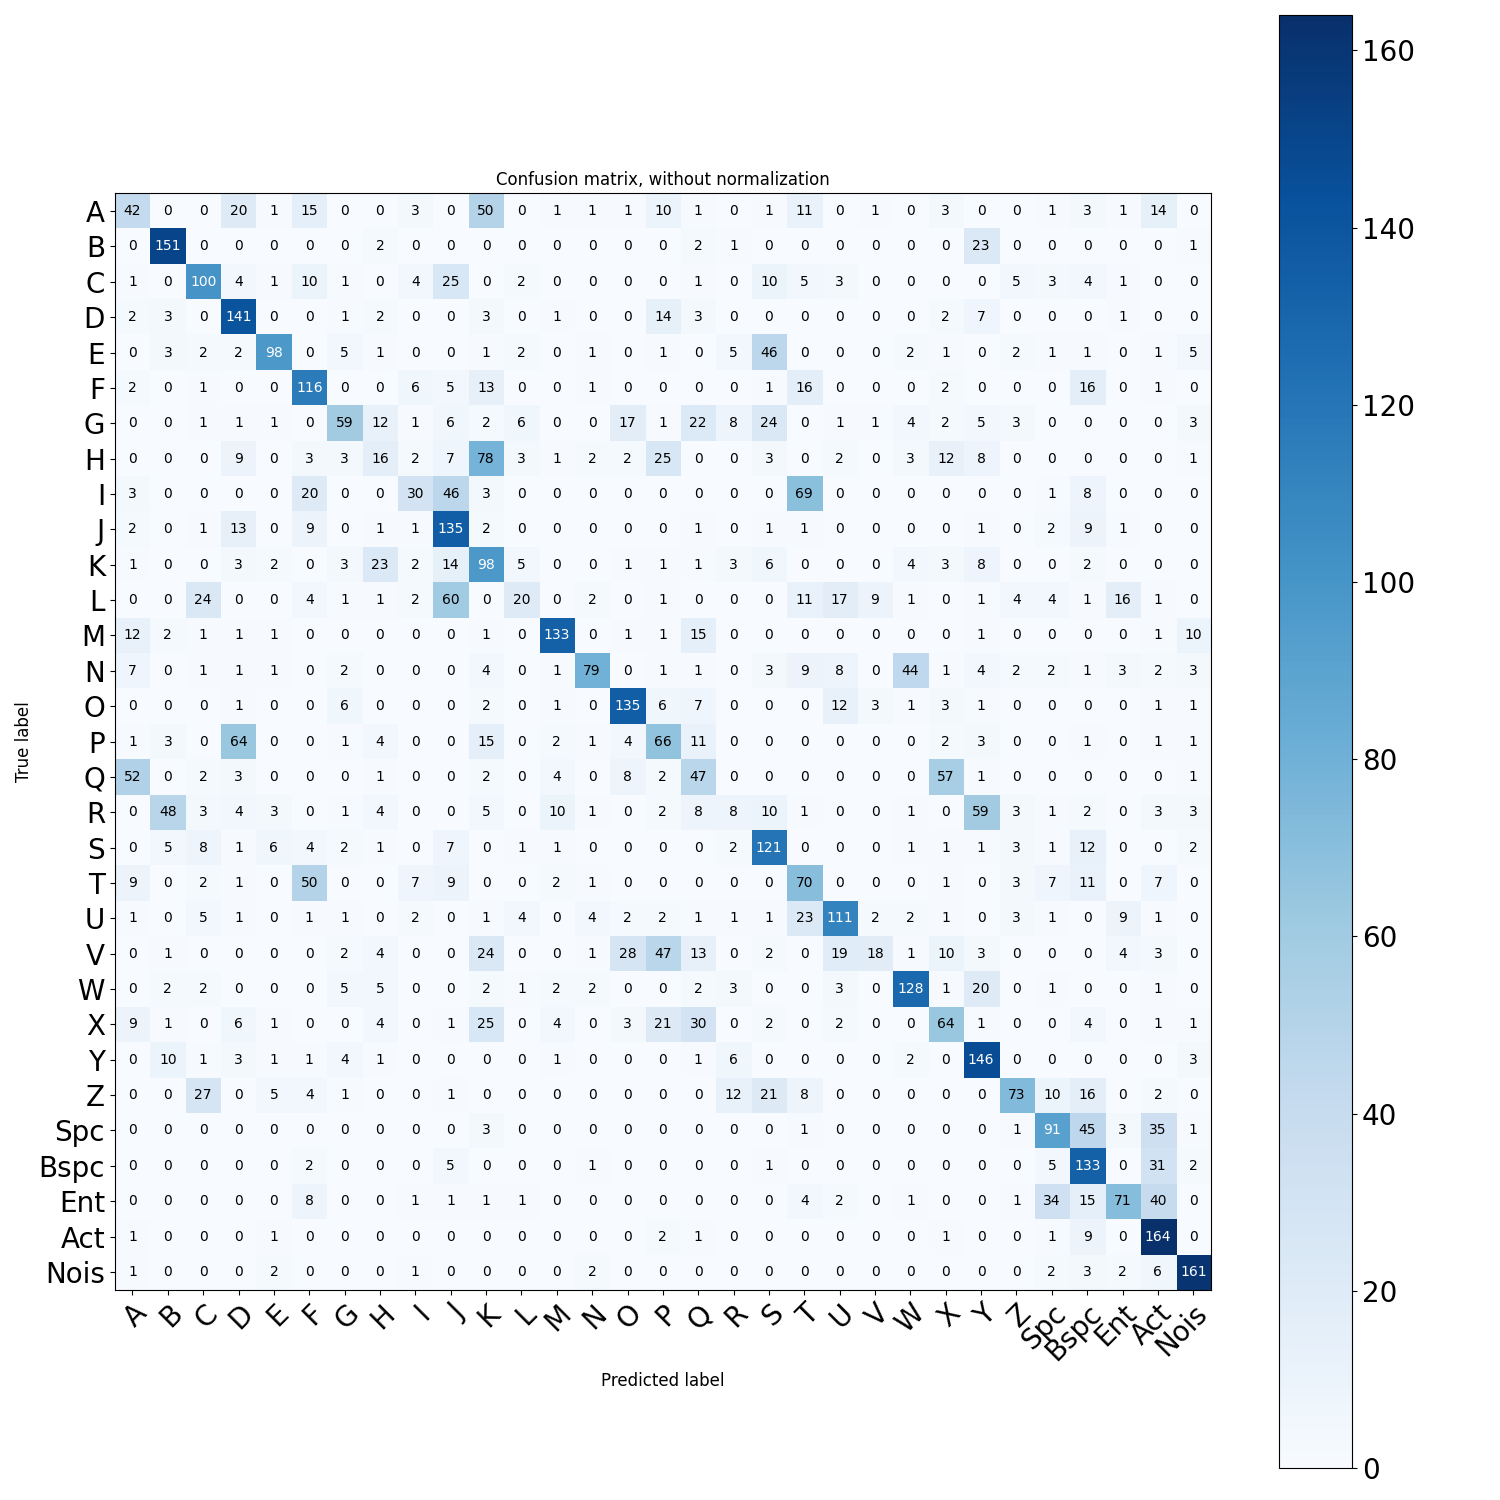 Confusion matrix, without normalization
A 42 0 0 20 1 15 0 0 3 0 50 0 1 1 1 10 1 0 1 11 0 1 0 3 0 0 1 3 1 14 0
B 0 151 0 0 0 0 0 2 0 0 0 0 0 0 0 0 2 1 0 0 0 0 0 0 23 0 0 0 0 0 1
C 1 0 100 4 1 10 1 0 4 25 0 2 0 0 0 0 1 0 10 5 3 0 0 0 0 5 3 4 1 0 0
D 2 3 0 141 0 0 1 2 0 0 3 0 1 0 0 14 3 0 0 0 0 0 0 2 7 0 0 0 1 0 0
E 0 3 2 2 98 0 5 1 0 0 1 2 0 1 0 1 0 5 46 0 0 0 2 1 0 2 1 1 0 1 5
F 2 0 1 0 0 116 0 0 6 5 13 0 0 1 0 0 0 0 1 16 0 0 0 2 0 0 0 16 0 1 0
G 0 0 1 1 1 0 59 12 1 6 2 6 0 0 17 1 22 8 24 0 1 1 4 2 5 3 0 0 0 0 3
H 0 0 0 9 0 3 3 16 2 7 78 3 1 2 2 25 0 0 3 0 2 0 3 12 8 0 0 0 0 0 1
I 3 0 0 0 0 20 0 0 30 46 3 0 0 0 0 0 0 0 0 69 0 0 0 0 0 0 1 8 0 0 0
J 2 0 1 13 0 9 0 1 1 135 2 0 0 0 0 0 1 0 1 1 0 0 0 0 1 0 2 9 1 0 0
K 1 0 0 3 2 0 3 23 2 14 98 5 0 0 1 1 1 3 6 0 0 0 4 3 8 0 0 2 0 0 0
L 0 0 24 0 0 4 1 1 2 60 0 20 0 2 0 1 0 0 0 11 17 9 1 0 1 4 4 1 16 1 0
M 12 2 1 1 1 0 0 0 0 0 1 0 133 0 1 1 15 0 0 0 0 0 0 0 1 0 0 0 0 1 10
N 7 0 1 1 1 0 2 0 0 0 4 0 1 79 0 1 1 0 3 9 8 0 44 1 4 2 2 1 3 2 3
O 0 0 0 1 0 0 6 0 0 0 2 0 1 0 135 6 7 0 0 0 12 3 1 3 1 0 0 0 0 1 1
P 1 3 0 64 0 0 1 4 0 0 15 0 2 1 4 66 11 0 0 0 0 0 0 2 3 0 0 1 0 1 1
Q 52 0 2 3 0 0 0 1 0 0 2 0 4 0 8 2 47 0 0 0 0 0 0 57 1 0 0 0 0 0 1
R 0 48 3 4 3 0 1 4 0 0 5 0 10 1 0 2 8 8 10 1 0 0 1 0 59 3 1 2 0 3 3
S 0 5 8 1 6 4 2 1 0 7 0 1 1 0 0 0 0 2 121 0 0 0 1 1 1 3 1 12 0 0 2
T 9 0 2 1 0 50 0 0 7 9 0 0 2 1 0 0 0 0 0 70 0 0 0 1 0 3 7 11 0 7 0
U 1 0 5 1 0 1 1 0 2 0 1 4 0 4 2 2 1 1 1 23 111 2 2 1 0 3 1 0 9 1 0
V 0 1 0 0 0 0 2 4 0 0 24 0 0 1 28 47 13 0 2 0 19 18 1 10 3 0 0 0 4 3 0
W 0 2 2 0 0 0 5 5 0 0 2 1 2 2 0 0 2 3 0 0 3 0 128 1 20 0 1 0 0 1 0
X 9 1 0 6 1 0 0 4 0 1 25 0 4 0 3 21 30 0 2 0 2 0 0 64 1 0 0 4 0 1 1
Y 0 10 1 3 1 1 4 1 0 0 0 0 1 0 0 0 1 6 0 0 0 0 2 0 146 0 0 0 0 0 3
Z 0 0 27 0 5 4 1 0 0 1 0 0 0 0 0 0 0 12 21 8 0 0 0 0 0 73 10 16 0 2 0
Spc 0 0 0 0 0 0 0 0 0 0 3 0 0 0 0 0 0 0 0 1 0 0 0 0 0 1 91 45 3 35 1
Bspc 0 0 0 0 0 2 0 0 0 5 0 0 0 1 0 0 0 0 1 0 0 0 0 0 0 0 5 133 0 31 2
Ent 0 0 0 0 0 8 0 0 1 1 1 1 0 0 0 0 0 0 0 4 2 0 1 0 0 1 34 15 71 40 0
Act 1 0 0 0 1 0 0 0 0 0 0 0 0 0 0 2 1 0 0 0 0 0 0 1 0 0 1 9 0 164 0
Nois 1 0 0 0 2 0 0 0 1 0 0 0 0 2 0 0 0 0 0 0 0 0 0 0 0 0 2 3 2 6 161
A B C D E F G H I J K L M N O P Q R S T U V W X Y Z Spc Bspc Ent Act Nois
True label
Predicted label
160
140
120
100
80
60
40
20
0